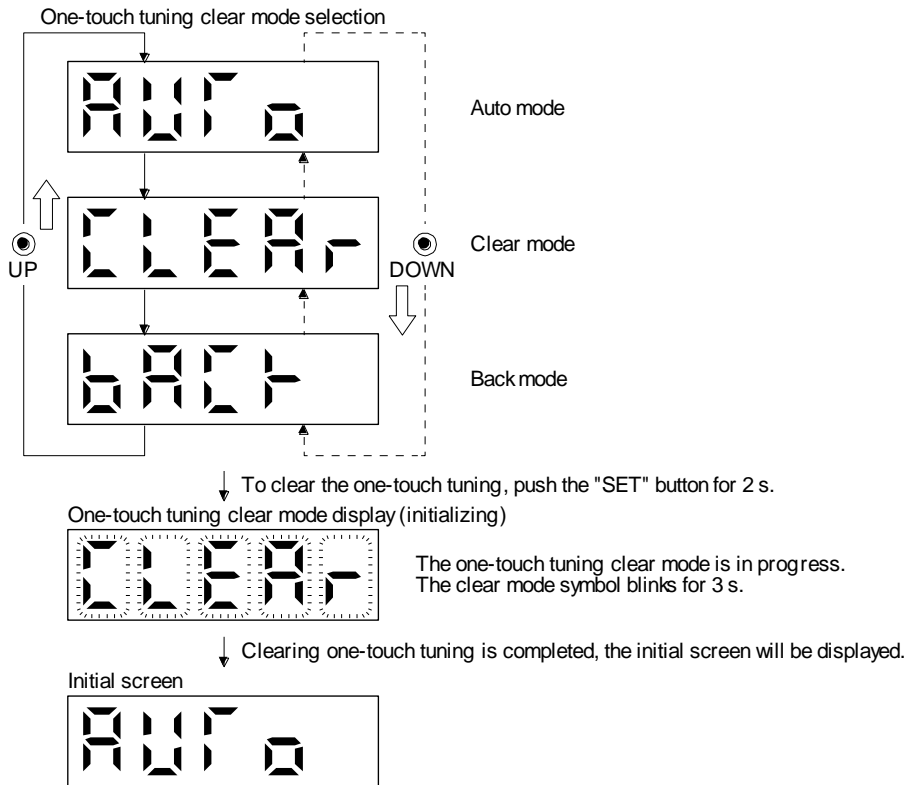 One-touch tuning clear mode selection
AUTo
Auto mode
CLEAr
Clear mode
UP
DOWN
bACk
Back mode
To clear the one-touch tuning, push the "SET" button for 2 s.
One-touch tuning clear mode display (initializing)
CLEAr
The one-touch tuning clear mode is in progress.
The clear mode symbol blinks for 3 s.
Clearing one-touch tuning is completed, the initial screen will be displayed.
Initial screen
AUTo